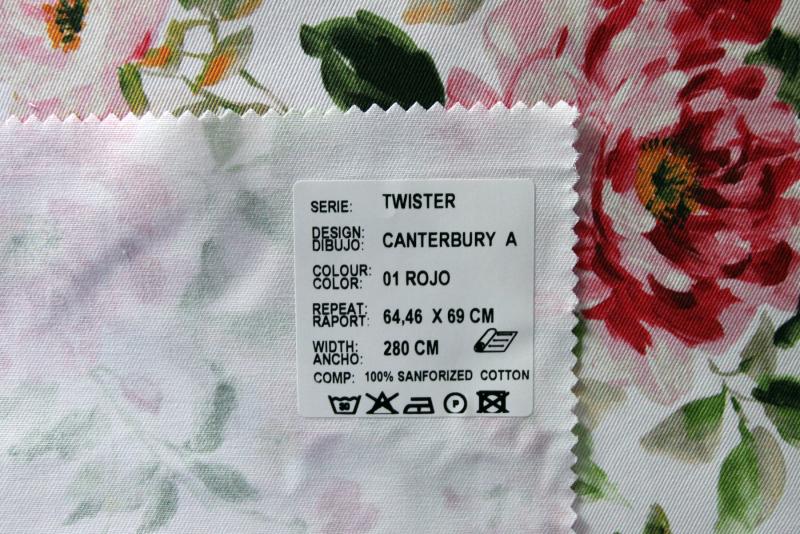 SERIE: TWISTER
DESIGN:
DIBUJO: CANTERBURY A
COLOUR:
COLOR: 01 ROJO
REPEAT:
RAPORT: 64,46 X 69 CM
WIDTH:
ANCHO: 280 CM
COMP: 100% SANFORIZED COTTON
P